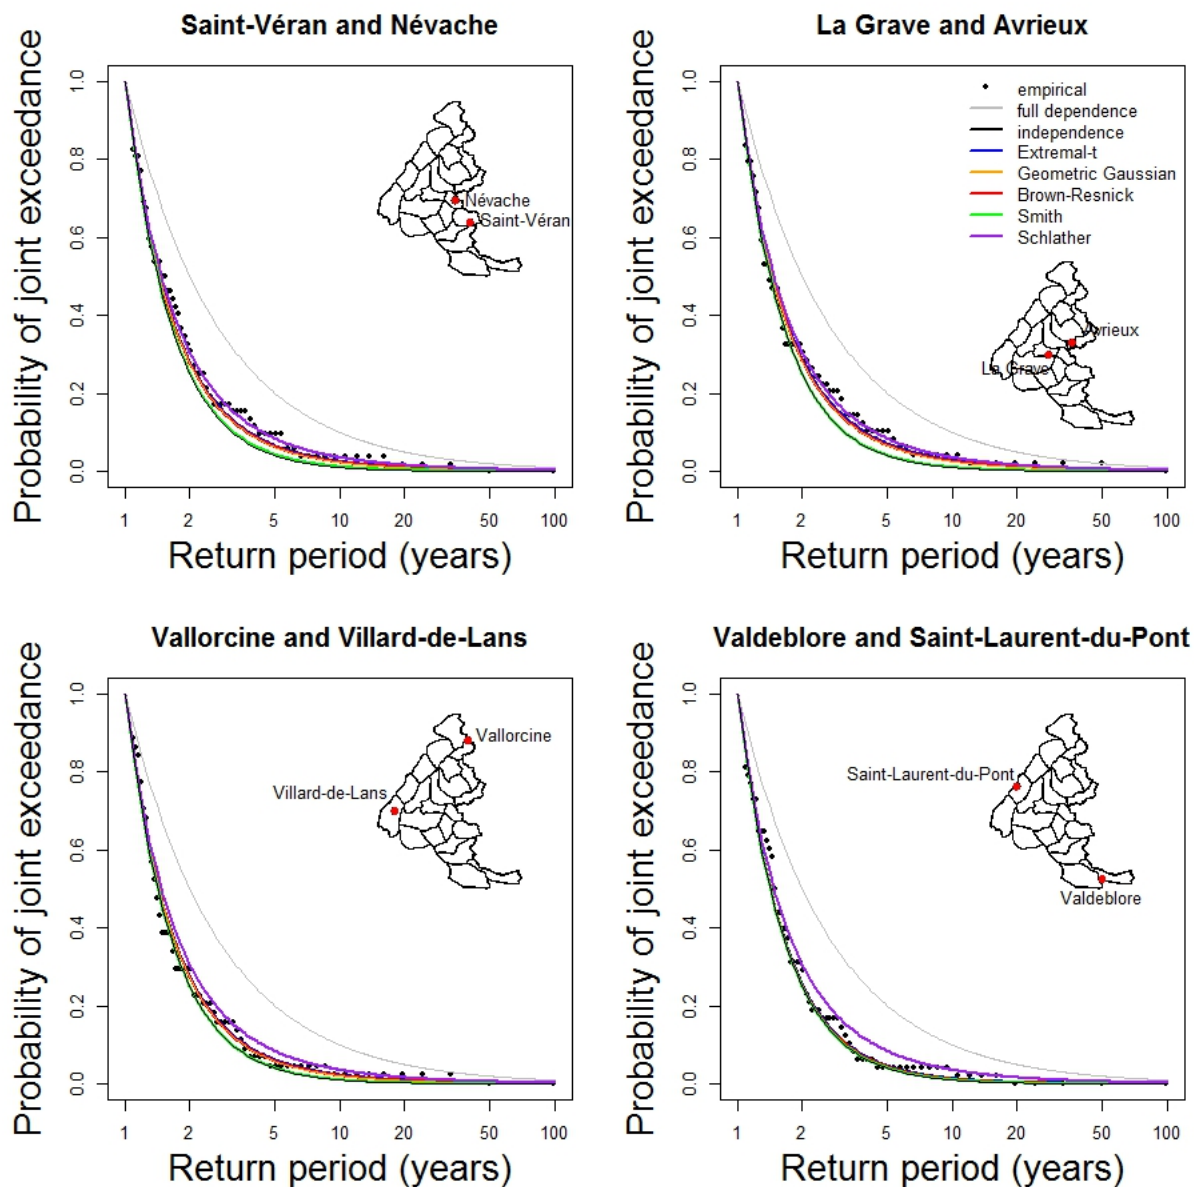 Saint-Véran and Névache
Probability of joint exceedance
1.0
0.8
0.6
0.4
0.2
0.0
Névache
Saint-Véran
1 2 5 10 20 50 100
Return period (years)
La Grave and Avrieux
Probability of joint exceedance
1.0
0.8
0.6
0.4
0.2
0.0
empirical
full dependence
independence
Extremal-t
Geometric Gaussian
Brown-Resnick
Smith
Schlather
Avrieux
La Grave
1 2 5 10 20 50 100
Return period (years)
Vallorcine and Villard-de-Lans
Probability of joint exceedance
1.0
0.8
0.6
0.4
0.2
0.0
Vallorcine
Villard-de-Lans
1 2 5 10 20 50 100
Return period (years)
Valdeblore and Saint-Laurent-du-Pont
Probability of joint exceedance
1.0
0.8
0.6
0.4
0.2
0.0
Saint-Laurent-du-Pont
Valdeblore
1 2 5 10 20 50 100
Return period (years)